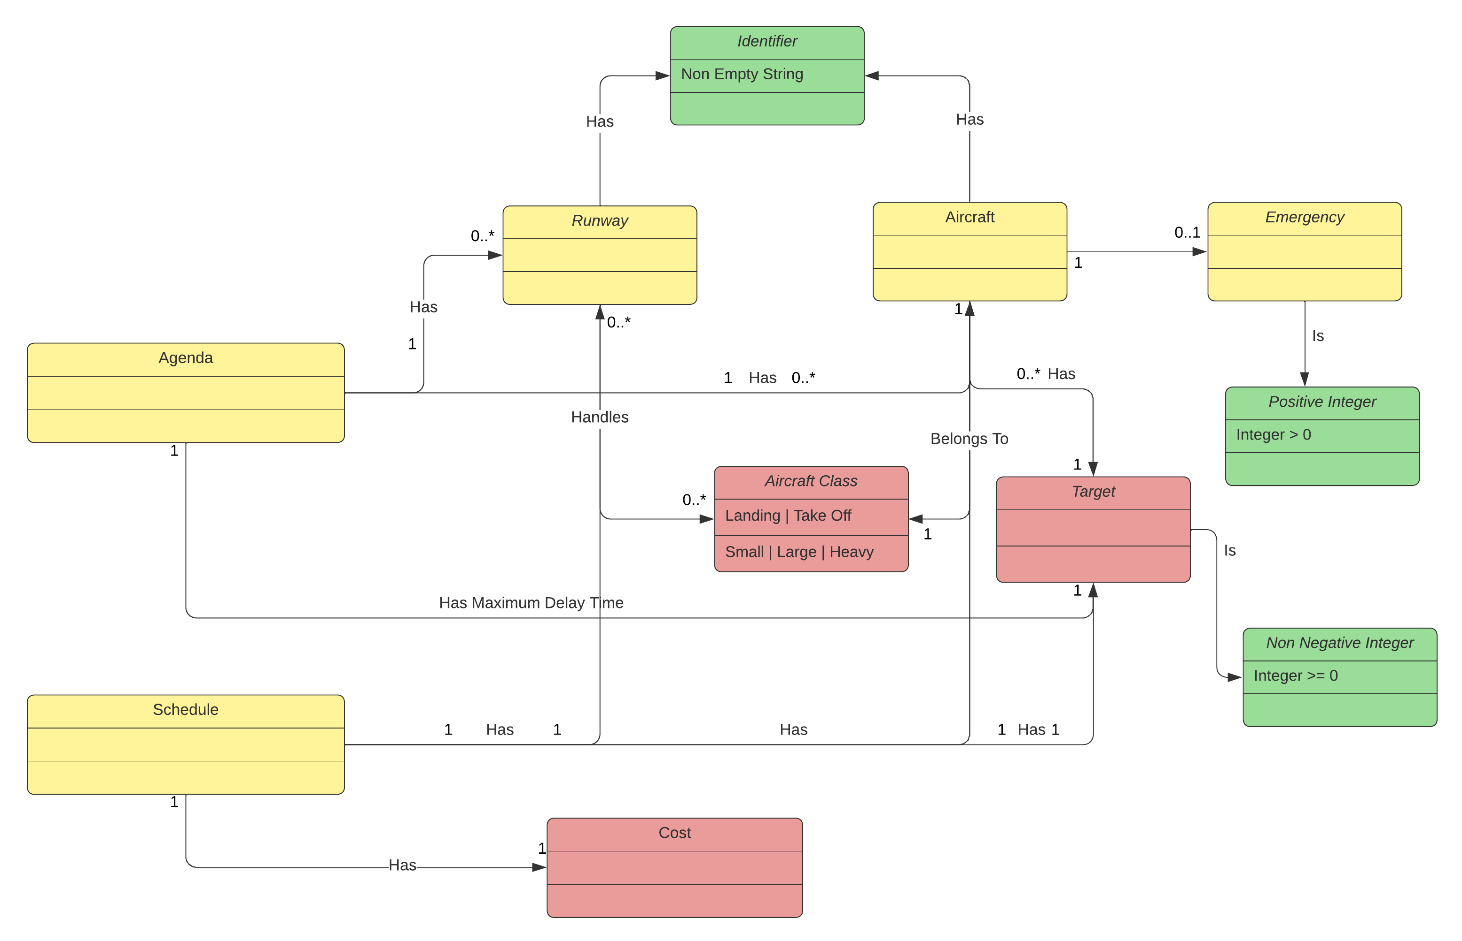 Identifier
Non Empty String
Has
Has
Runway
Aircraft
Emergency
0..*
0..1
1
Has
1
0..*
1
Is
Agenda
1 Has 0..*
0..* Has
Positive Integer
Integer > 0
Handles
Belongs To
1
1
Aircraft Class
Landing | Take Off
Small | Large | Heavy
0..*
1
Target
Is
1
Has Maximum Delay Time
Non Negative Integer
Integer >= 0
Schedule
1 Has 1
Has
1 Has 1
1
Cost
1
Has